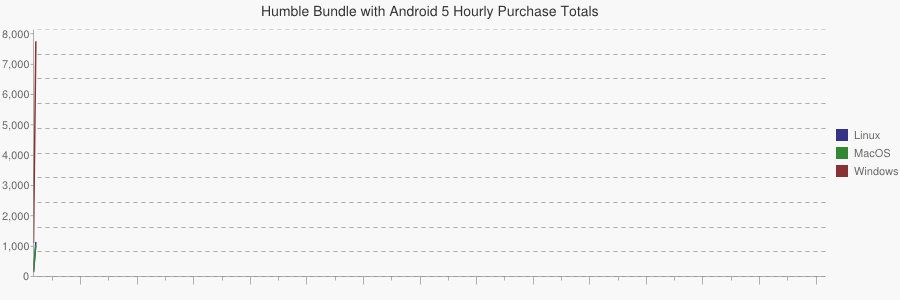 Humble Bundle with Android 5 Hourly Purchase Totals
8,000
7,000
6,000
5,000
4,000
3,000
2,000
1,000
0
Linux
MacOS
Windows